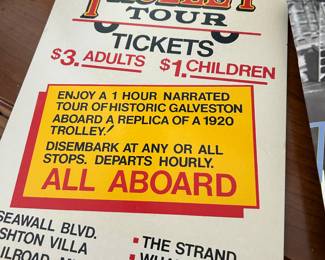 TOUR
TICKETS
$3. ADULTS $1. CHILDREN
ENJOY A 1 HOUR NARRATED
TOUR OF HISTORIC GALVESTON
ABOARD A REPLICA OF A 1920
TROLLEY!
DISEMBARK AT ANY OR ALL
STOPS. DEPARTS HOURLY.
ALL ABOARD
SEAWALL BLVD.
▪ THE STRAND